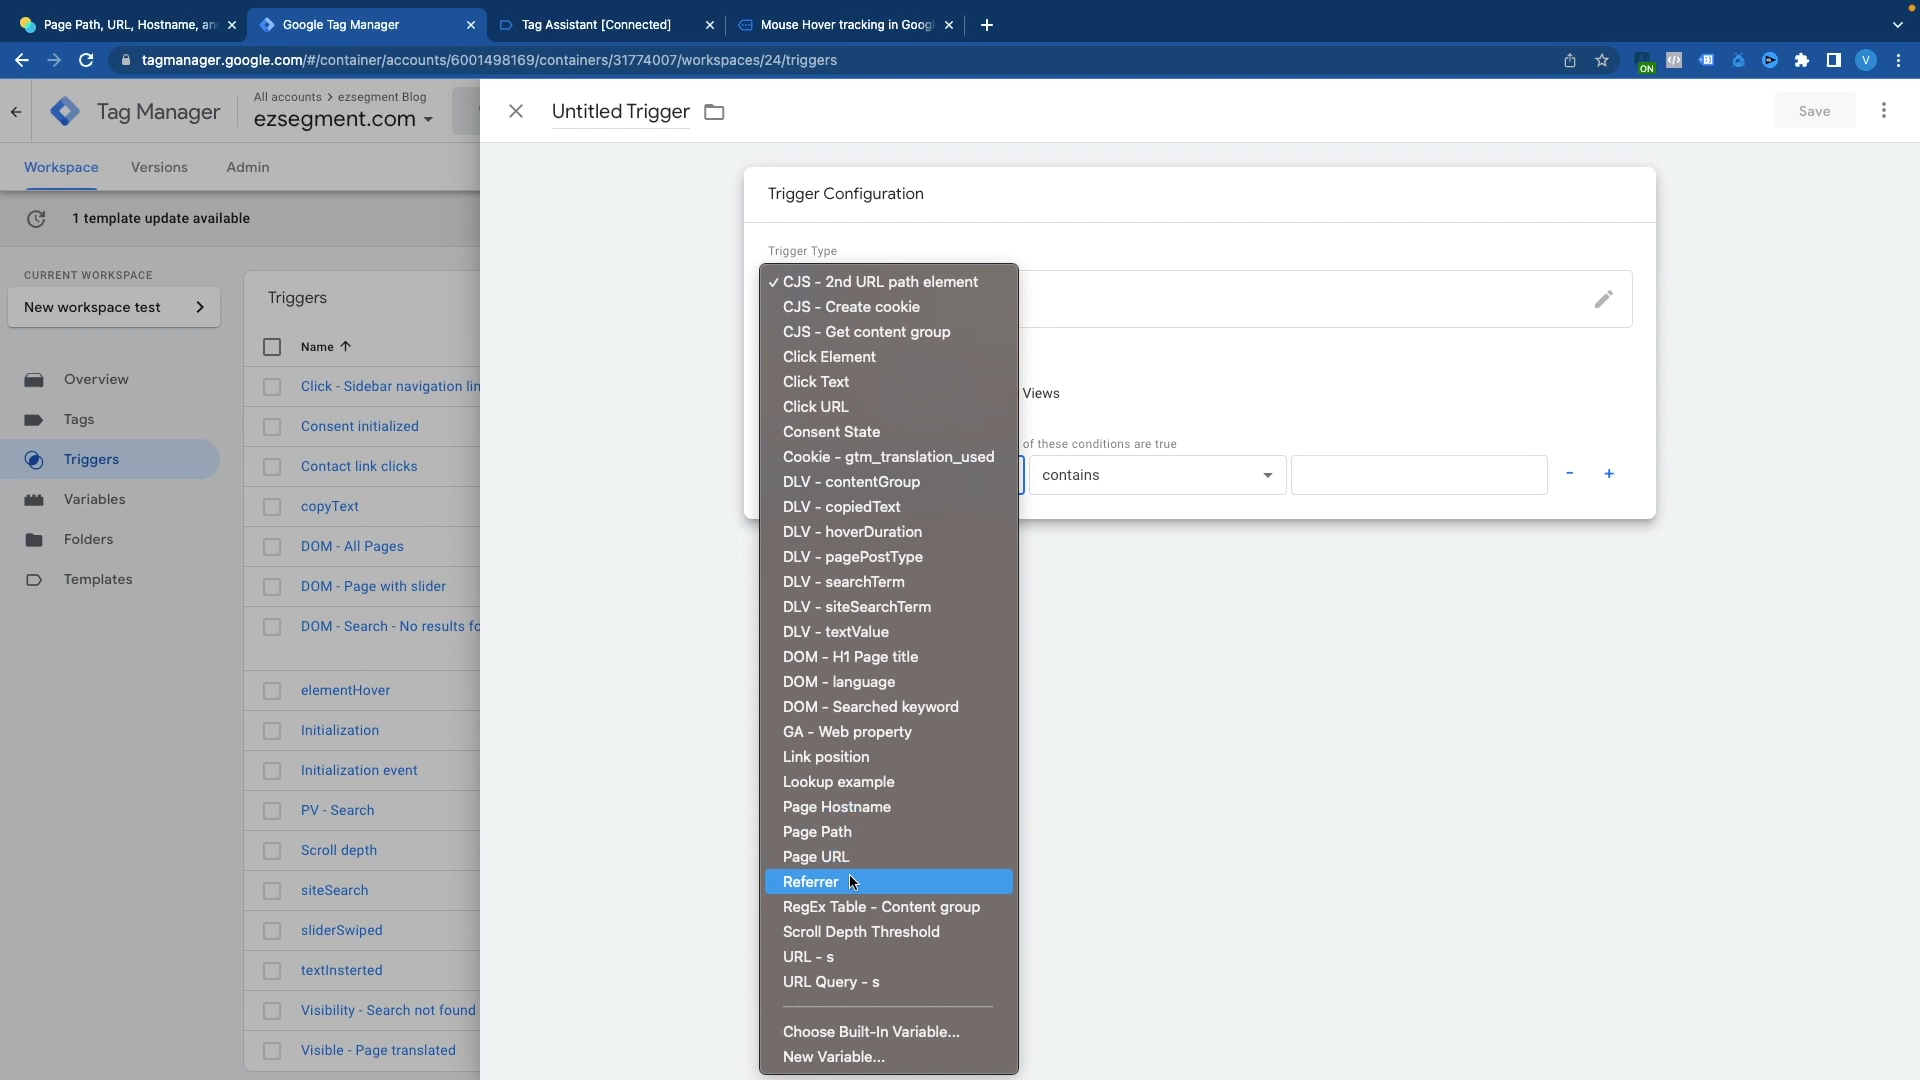 Page Path, URL, Hostname, an
Google Tag Manager
Tag Assistant [Connected]
Mouse Hover tracking in Goog
tagmanager.google.com/#/container/accounts/6001498169/containers/31774007/workspaces/24/triggers
ON
V
Tag Manager
All accounts > ezsegment Blog
ezsegment.com
Untitled Trigger
Save
Workspace
Versions
Admin
1 template update available
CURRENT WORKSPACE
New workspace test
Overview
Tags
Triggers
Variables
Folders
Templates
Triggers
Name
Click - Sidebar navigation lin
Consent initialized
Contact link clicks
copyText
DOM - All Pages
DOM - Page with slider
DOM - Search - No results fo
elementHover
Initialization
Initialization event
PV - Search
Scroll depth
siteSearch
sliderSwiped
textInsterted
Visibility - Search not found
Visible - Page translated
Trigger Configuration
Trigger Type
Views
of these conditions are true
contains
- +
✓ CJS - 2nd URL path element
CJS - Create cookie
CJS - Get content group
Click Element
Click Text
Click URL
Consent State
Cookie - gtm_translation_used
DLV - contentGroup
DLV - copiedText
DLV - hoverDuration
DLV - pagePostType
DLV - searchTerm
DLV - siteSearchTerm
DLV - textValue
DOM - H1 Page title
DOM - language
DOM - Searched keyword
GA - Web property
Link position
Lookup example
Page Hostname
Page Path
Page URL
Referrer
RegEx Table - Content group
Scroll Depth Threshold
URL - s
URL Query - s
Choose Built-In Variable...
New Variable...